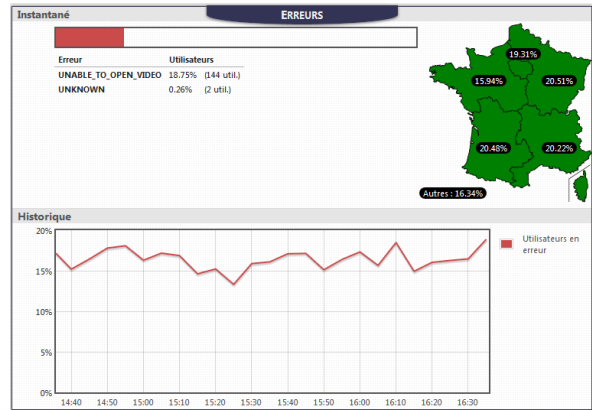 Instantané
ERREURS
Erreur Utilisateurs
UNABLE_TO_OPEN_VIDEO 18.75% (144 util.)
UNKNOWN 0.26% (2 util.)
19.31%
15.94% 20.51%
20.48% 20.22%
Autres : 16.34%
Historique
20%
15%
10%
5%
0%
14:40 14:50 15:00 15:10 15:20 15:30 15:40 15:50 16:00 16:10 16:20 16:30
Utilisateurs en
erreur